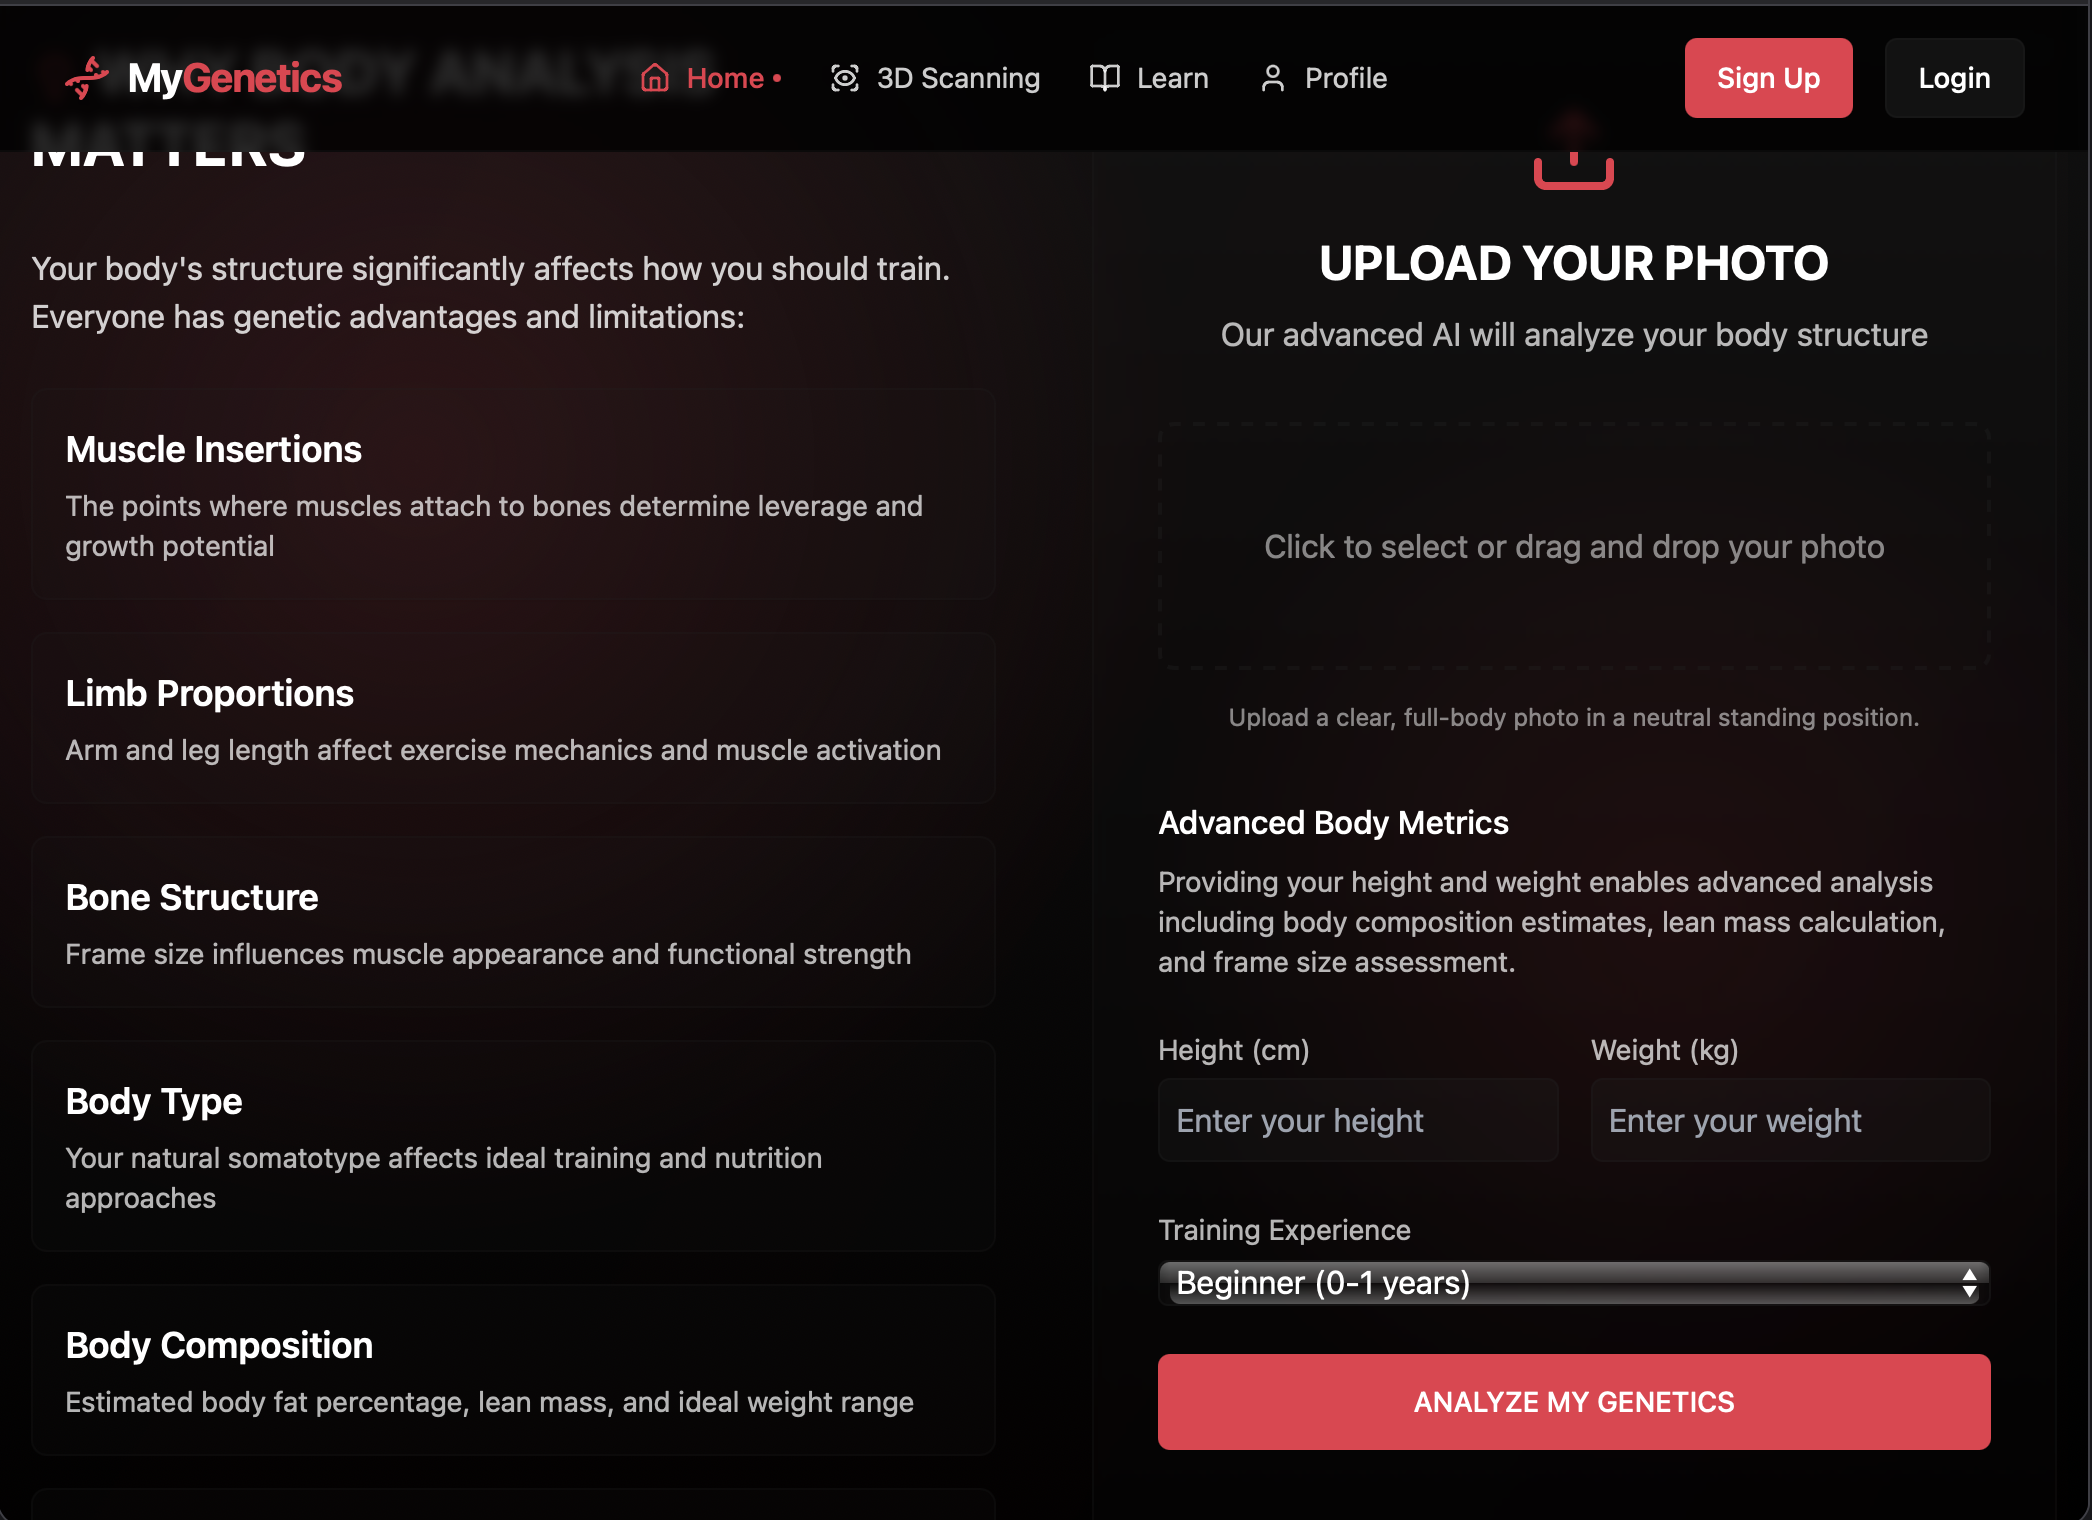 MyGenetics
Home
3D Scanning
Learn
Profile
Sign Up
Login
BODY ANALYSIS
MATTERS
Your body's structure significantly affects how you should train.
Everyone has genetic advantages and limitations:
Muscle Insertions
The points where muscles attach to bones determine leverage and
growth potential
Limb Proportions
Arm and leg length affect exercise mechanics and muscle activation
Bone Structure
Frame size influences muscle appearance and functional strength
Body Type
Your natural somatotype affects ideal training and nutrition
approaches
Body Composition
Estimated body fat percentage, lean mass, and ideal weight range
UPLOAD YOUR PHOTO
Our advanced AI will analyze your body structure
Click to select or drag and drop your photo
Upload a clear, full-body photo in a neutral standing position.
Advanced Body Metrics
Providing your height and weight enables advanced analysis
including body composition estimates, lean mass calculation,
and frame size assessment.
Height (cm)
Weight (kg)
Enter your height
Enter your weight
Training Experience
Beginner (0-1 years)
ANALYZE MY GENETICS